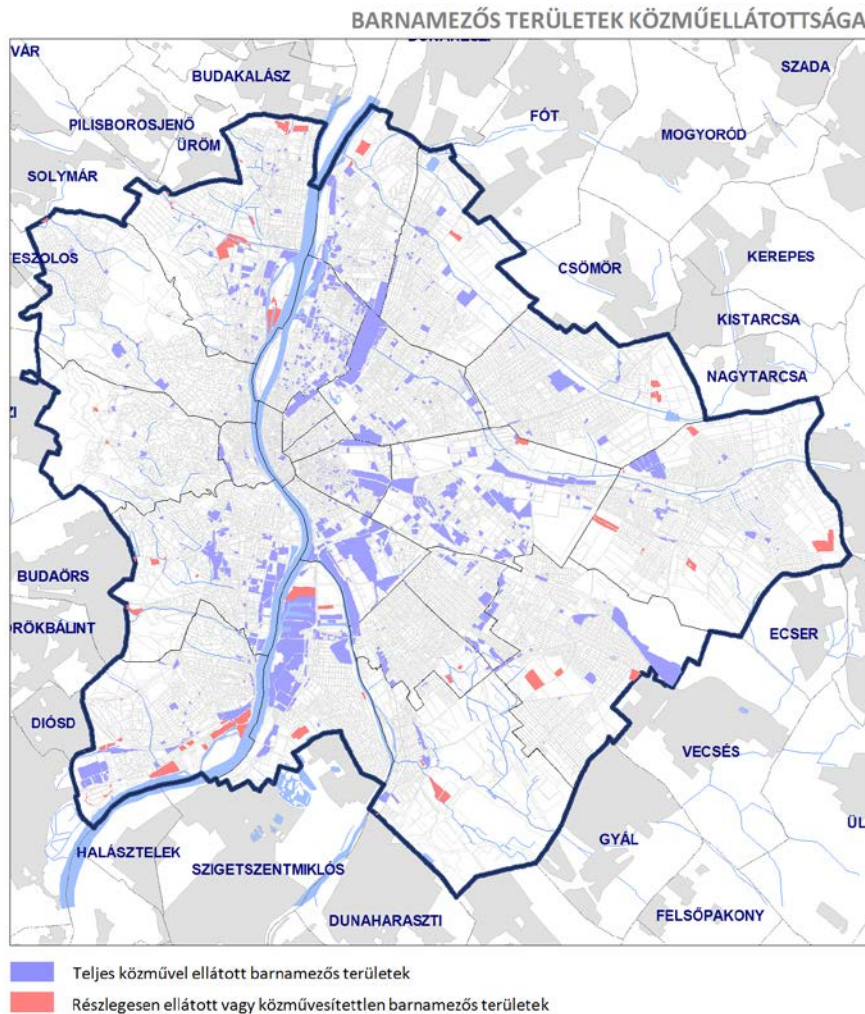 BARNAMEZŐS TERÜLETEK KÖZMŰELLÁTOTTSÁGA
BUDAKALÁSZ
SZADA
FÓT
PILISBOROSJENŐ
MOGYORÓD
ÜRÖM
SOLYMÁR
KEREPES
CSÖMÖR
KISTARCSA
NAGYTARCSA
BUDAÖRS
ECSER
DIÓSD
VECSÉS
GYÁL
HALÁSZTELEK
SZIGETSZENTMIKLÓS
FELSŐPAKONY
DUNAHARASZTI
Teljes közművel ellátott barnamezős területek
Részlegesen ellátott vagy közművesítettlen barnamezős területek